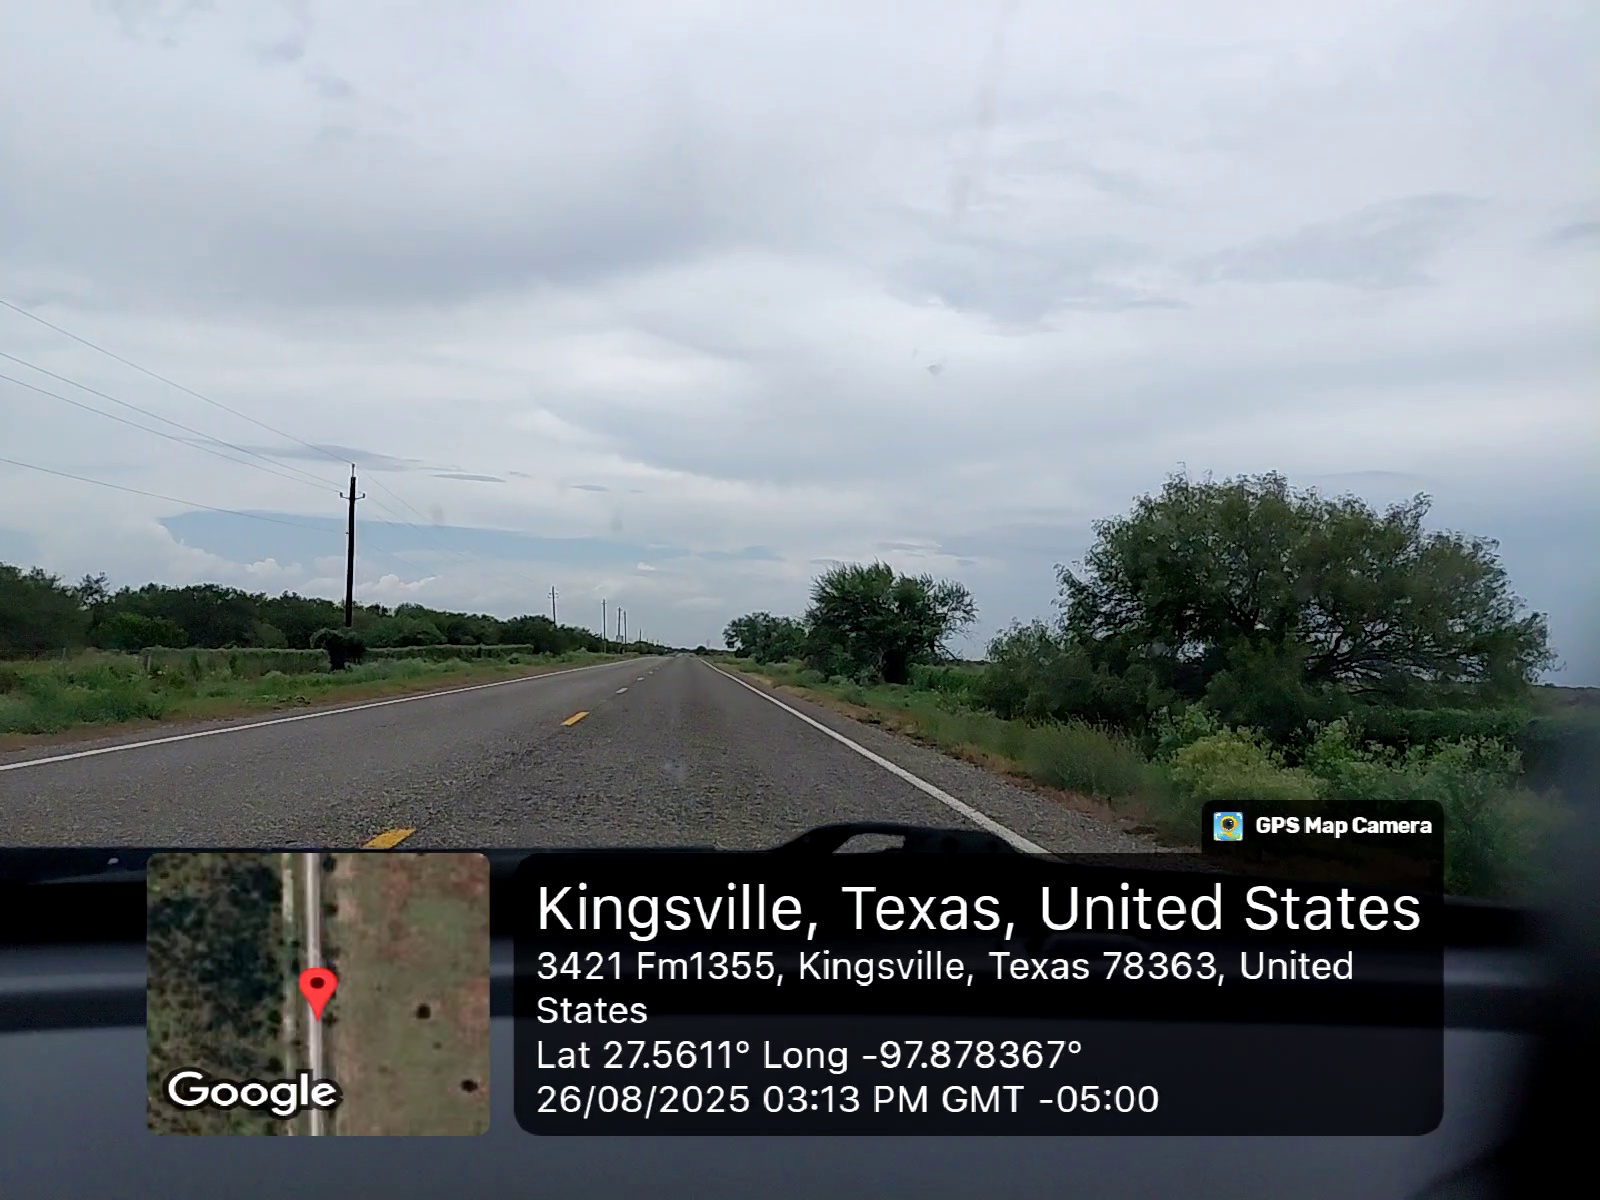 GPS Map Camera
Kingsville, Texas, United States
3421 Fm1355, Kingsville, Texas 78363, United
States
Lat 27.5611° Long -97.878367°
26/08/2025 03:13 PM GMT -05:00
Google